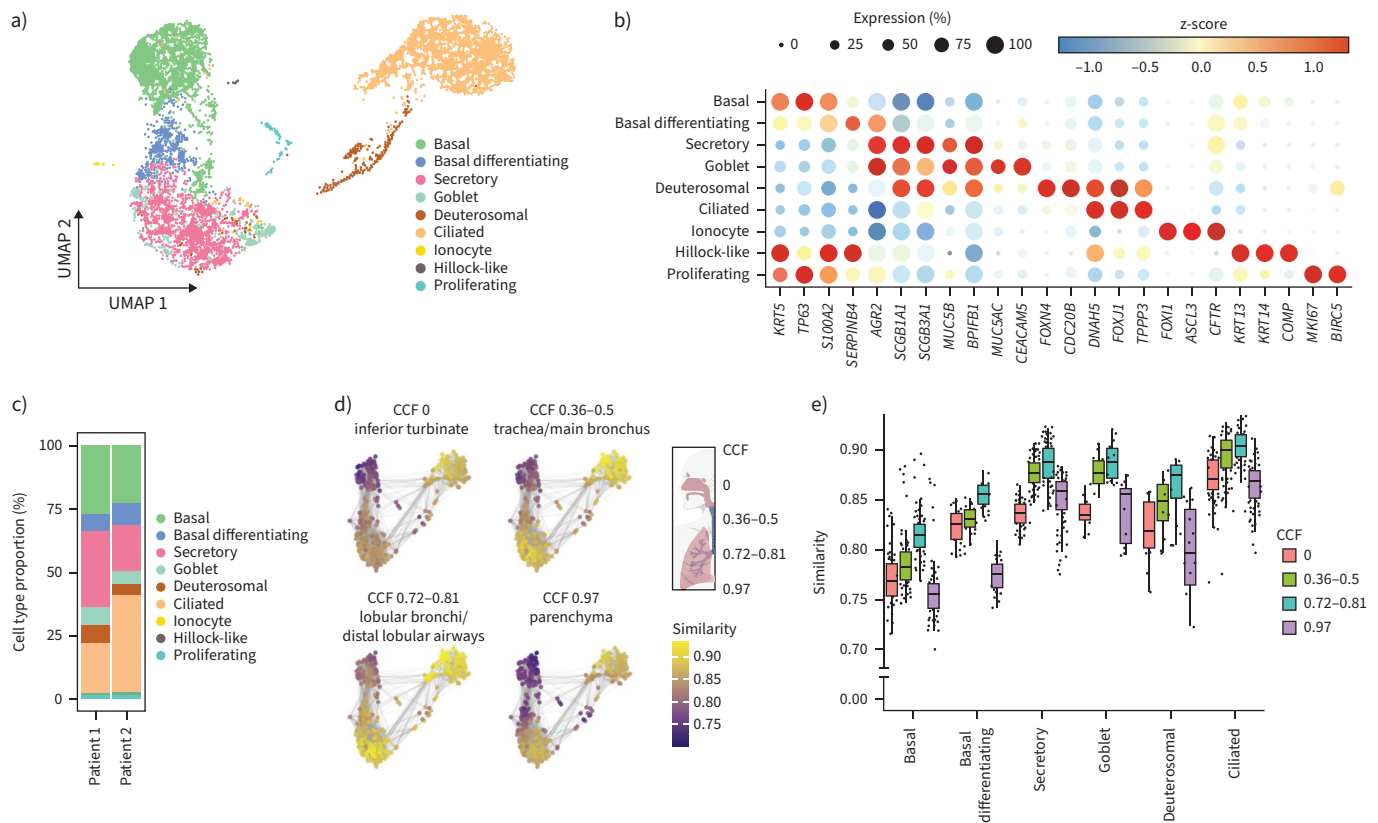 a)
UMAP 2
UMAP 1
Basal
Basal differentiating
Secretory
Goblet
Deuterosomal
Ciliated
Ionocyte
Hillock-like
Proliferating
b)
Expression (%)
0 25 50 75 100
z-score
–1.0 –0.5 0.0 0.5 1.0
Basal
Basal differentiating
Secretory
Goblet
Deuterosomal
Ciliated
Ionocyte
Hillock-like
Proliferating
KRT5
TP63
S100A2
SERPINB4
AGR2
SCGB1A1
SCGB3A1
MUC5B
BPIFB1
MUC5AC
CEACAM5
FOXN4
CDC20B
DNAH5
FOXJ1
TPPP3
FOXI1
ASCL3
CFTR
KRT13
KRT14
COMP
MKI67
BIRC5
c)
Cell type proportion (%)
100
75
50
25
0
Patient 1
Patient 2
Basal
Basal differentiating
Secretory
Goblet
Deuterosomal
Ciliated
Ionocyte
Hillock-like
Proliferating
d)
CCF 0
inferior turbinate
CCF 0.36–0.5
trachea/main bronchus
CCF 0.72–0.81
lobular bronchi/
distal lobular airways
CCF 0.97
parenchyma
CCF
0
0.36–0.5
0.72–0.81
0.97
Similarity
0.90
0.85
0.80
0.75
e)
Similarity
0.90
0.85
0.80
0.75
0.70
0.00
Basal
Basal
differentiating
Secretory
Goblet
Deuterosomal
Ciliated
CCF
0
0.36–0.5
0.72–0.81
0.97